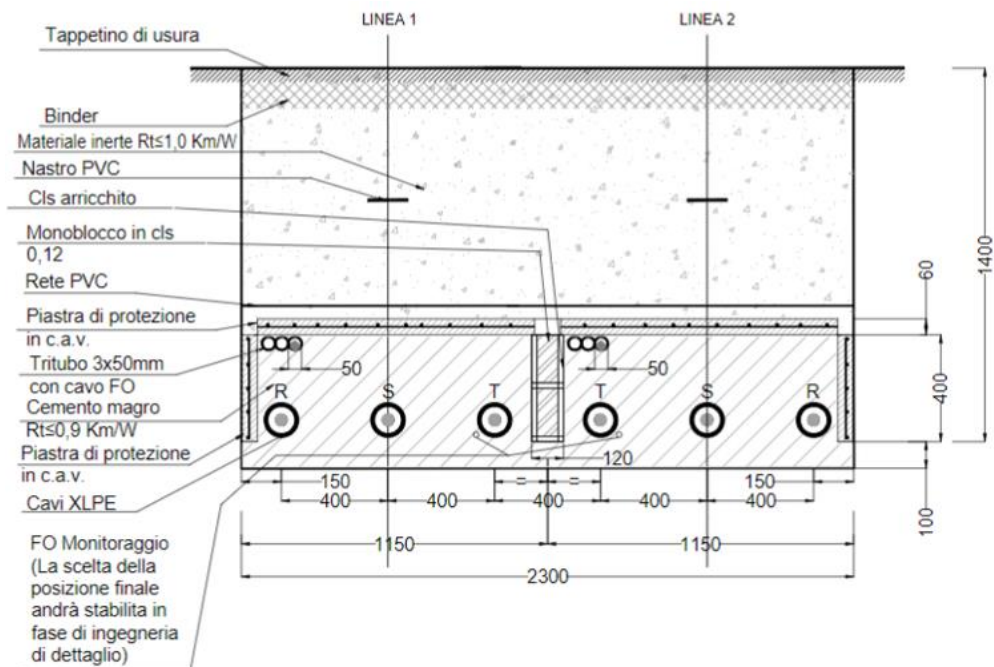 LINEA 1
LINEA 2
Tappetino di usura
Binder
Materiale inerte Rt≤1,0 Km/W
Nastro PVC
Cls arricchito
Monoblocco in cls
0,12
Rete PVC
Piastra di protezione
in c.a.v.
Tritubo 3x50mm
con cavo FO
Cemento magro
Rt≤0,9 Km/W
Piastra di protezione
in c.a.v.
Cavi XLPE
FO Monitoraggio
(La scelta della
posizione finale
andrà stabilita in
fase di ingegneria
di dettaglio)
50
50
R
S
T
T
S
R
120
150
=
=
150
400
400
400
400
1150
1150
2300
60
1400
400
100